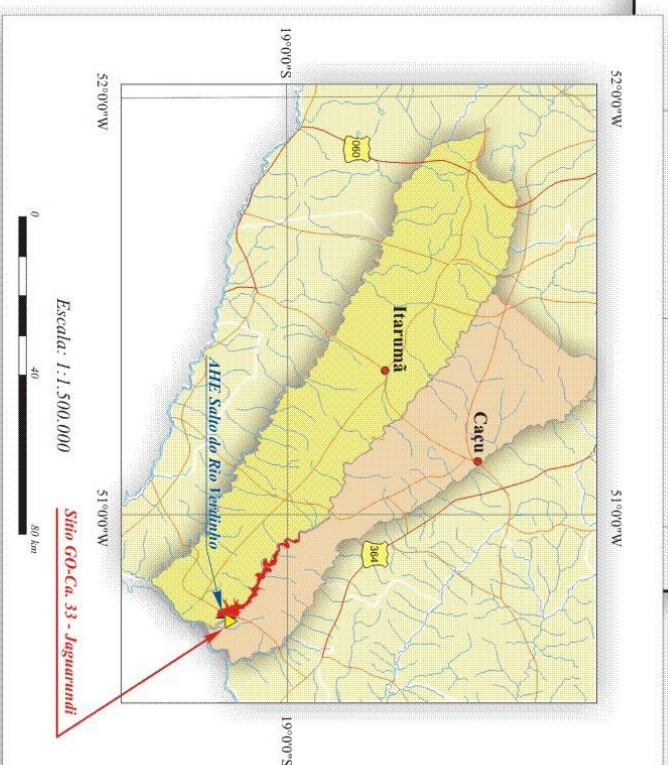 52°0'0"W
51°0'0"W
19°0'0"S
19°0'0"S
060
364
Caçu
Itarumã
AHE Salto do Rio Verdinho
52°0'0"W
51°0'0"W
Sítio GO-Ca. 33 - Jaguarundi
Escala: 1:1.500.000
0 40 80 km